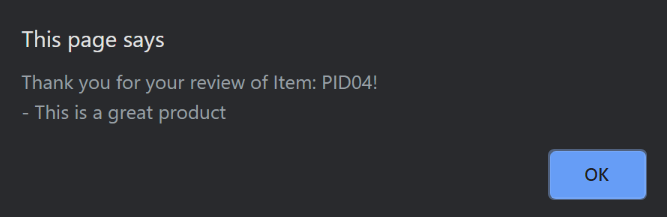 This page says
Thank you for your review of Item: PID04!
- This is a great product
OK